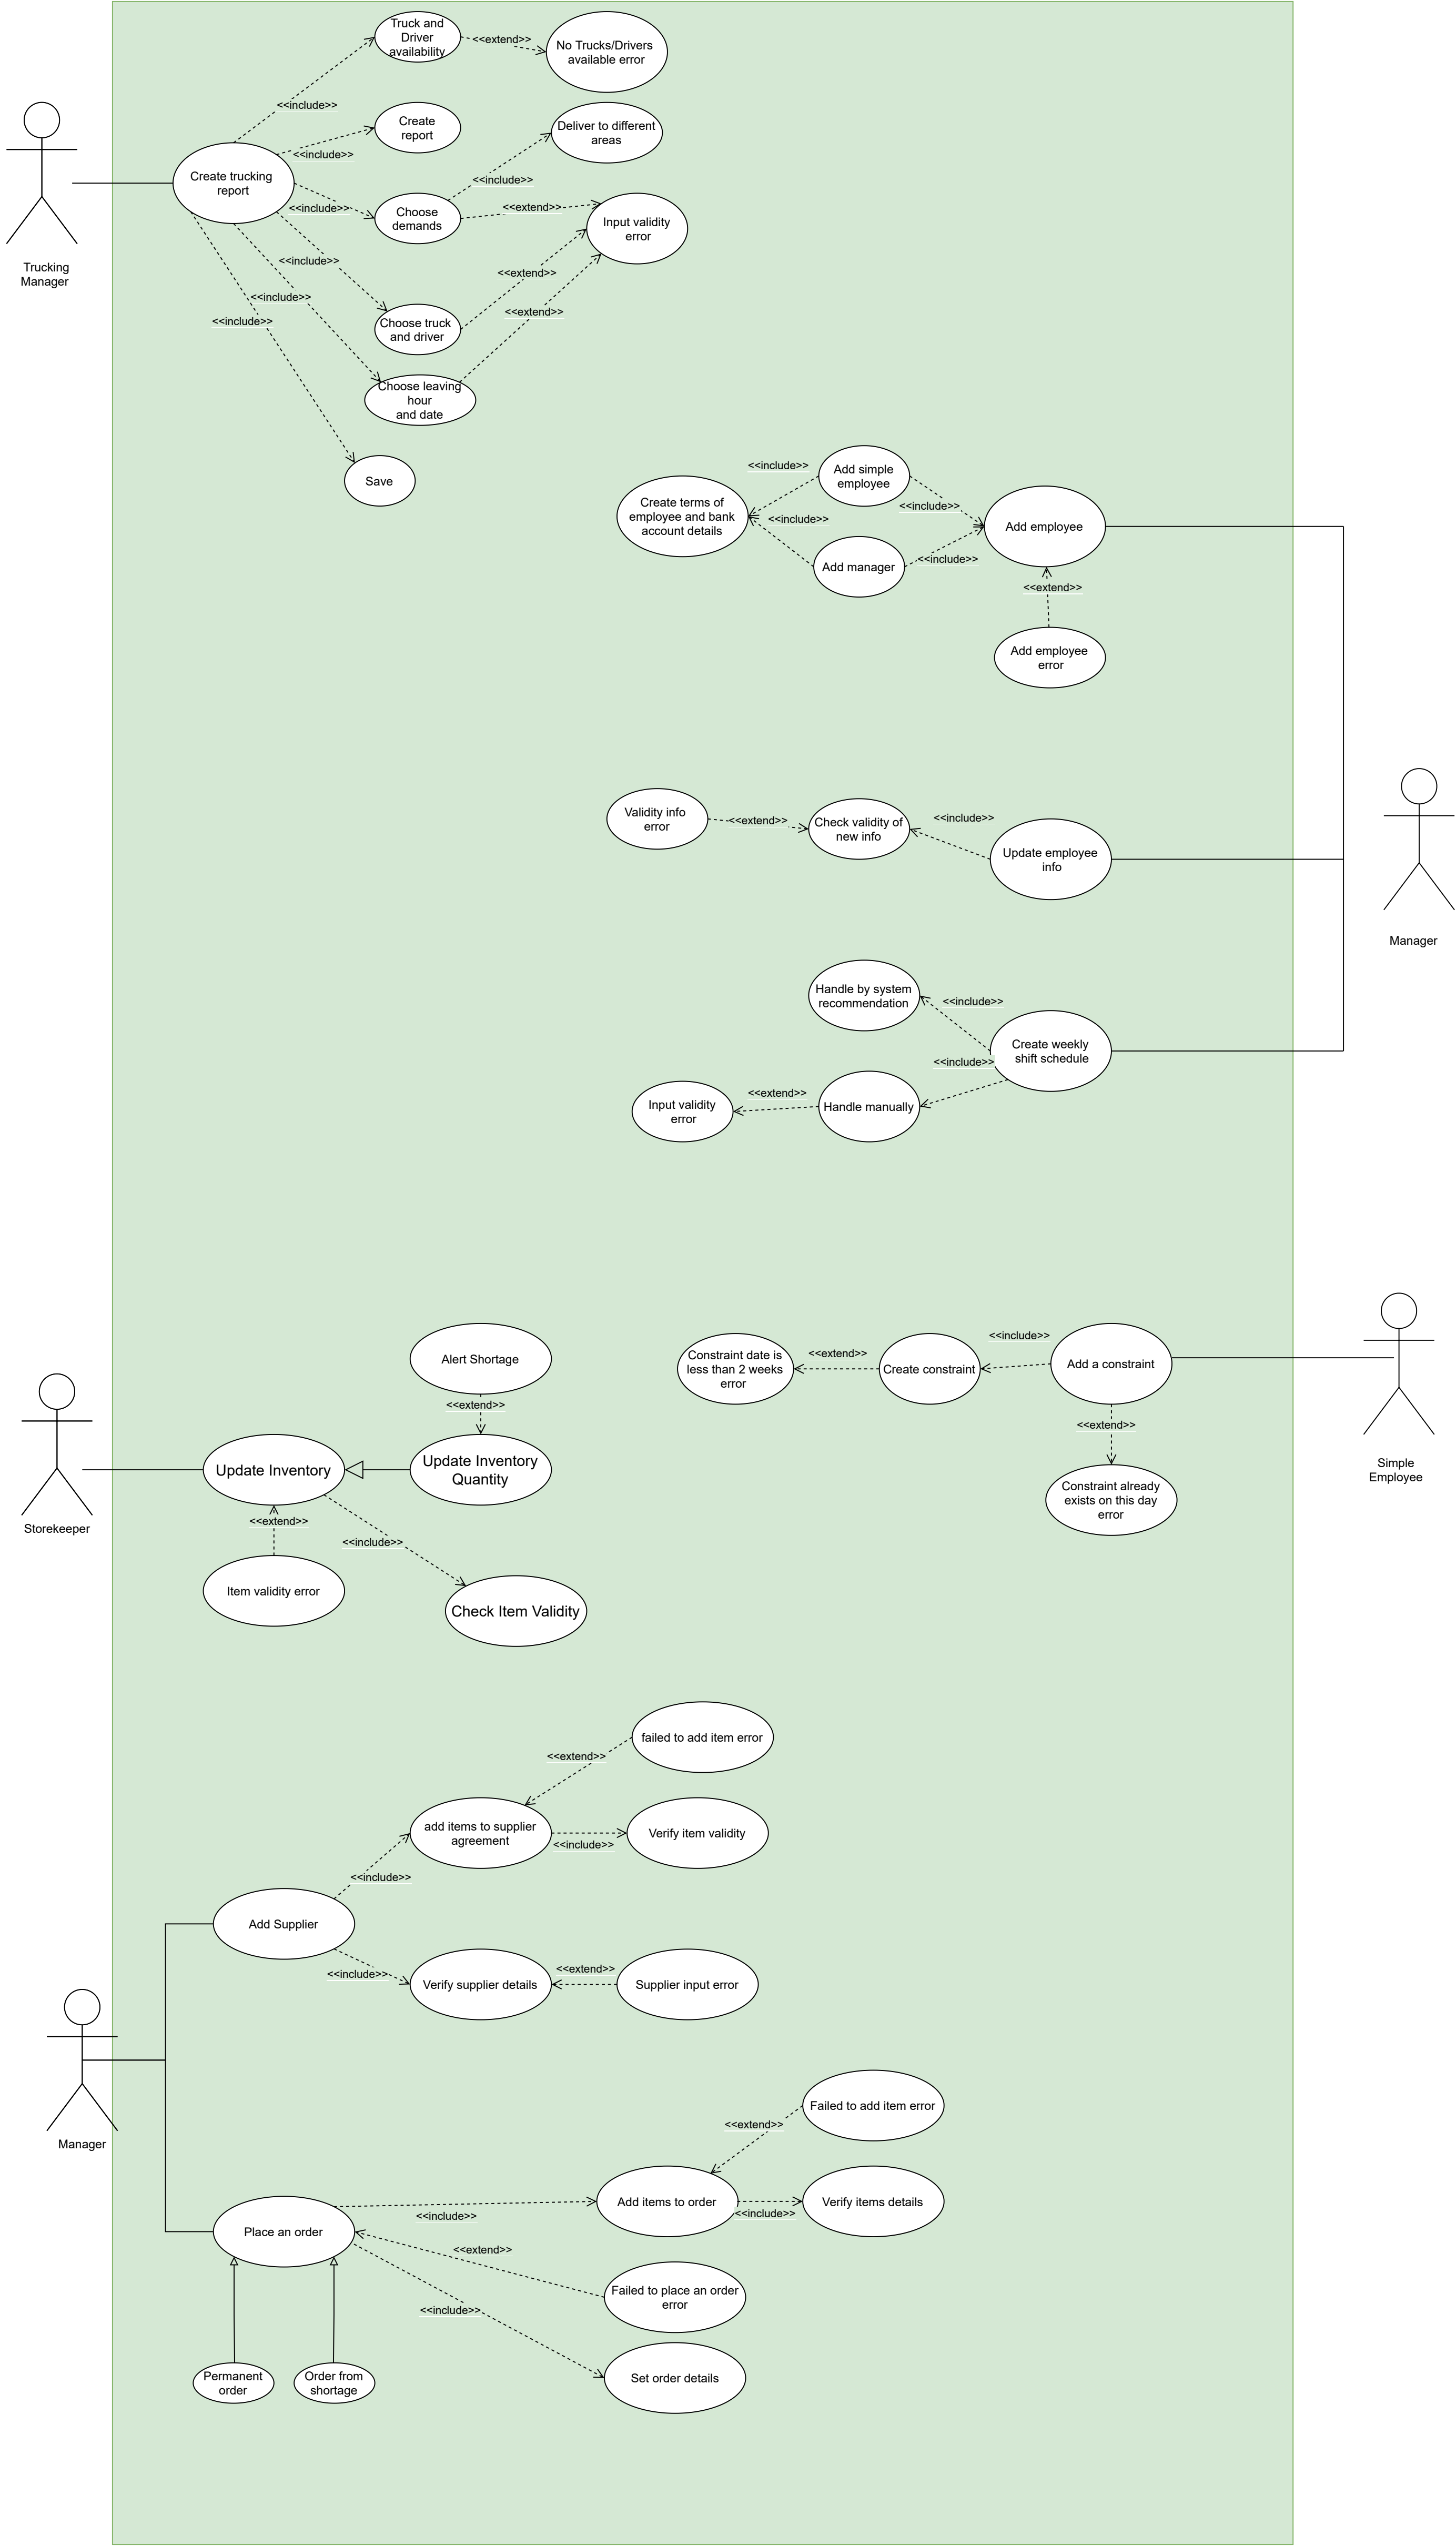 Truck and
Driver
availability
<<extend>>
No Trucks/Drivers
available error
<<include>>
Create
report
<<include>>
Deliver to different
areas
Create trucking
report
<<include>>
<<include>>
Choose
demands
<<extend>>
Input validity
error
Trucking
Manager
<<include>>
<<extend>>
<<include>>
<<extend>>
<<include>>
Choose truck
and driver
Choose leaving
hour
and date
Save
<<include>>
Add simple
employee
Create terms of
employee and bank
account details
<<include>>
<<include>>
Add employee
Add manager
<<include>>
<<extend>>
Add employee
error
Validity info
error
<<extend>>
Check validity of
new info
<<include>>
Update employee
info
Manager
Handle by system
recommendation
<<include>>
Create weekly
shift schedule
<<include>>
Input validity
error
<<extend>>
Handle manually
Alert Shortage
<<extend>>
Constraint date is
less than 2 weeks
error
<<extend>>
Create constraint
<<include>>
Add a constraint
<<extend>>
Simple
Employee
Constraint already
exists on this day
error
Update Inventory
Update Inventory
Quantity
Storekeeper
<<extend>>
<<include>>
Item validity error
Check Item Validity
failed to add item error
<<extend>>
add items to supplier
agreement
<<include>>
Verify item validity
<<include>>
Add Supplier
<<include>>
Verify supplier details
<<extend>>
Supplier input error
Manager
Failed to add item error
<<extend>>
Add items to order
<<include>>
Verify items details
<<include>>
Place an order
<<extend>>
Failed to place an order
error
<<include>>
Set order details
Permanent
order
Order from
shortage